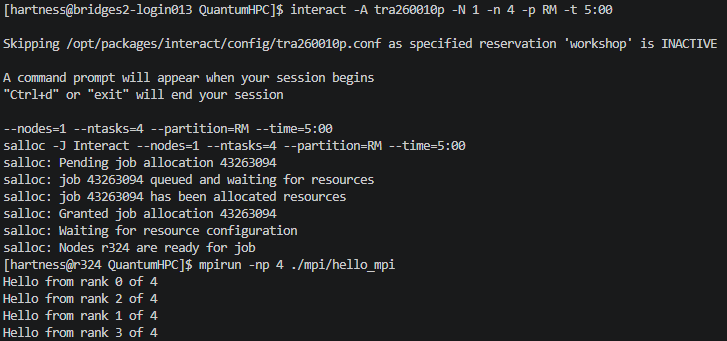 [hartness@bridges2-login013 QuantumHPC]$ interact -A tra260010p -N 1 -n 4 -p RM -t 5:00
Skipping /opt/packages/interact/config/tra260010p.conf as specified reservation 'workshop' is INACTIVE
A command prompt will appear when your session begins
"Ctrl+d" or "exit" will end your session
--nodes=1 --ntasks=4 --partition=RM --time=5:00
salloc -J Interact --nodes=1 --ntasks=4 --partition=RM --time=5:00
salloc: Pending job allocation 43263094
salloc: job 43263094 queued and waiting for resources
salloc: job 43263094 has been allocated resources
salloc: Granted job allocation 43263094
salloc: Waiting for resource configuration
salloc: Nodes r324 are ready for job
[hartness@r324 QuantumHPC]$ mpirun -np 4 ./mpi/hello_mpi
Hello from rank 0 of 4
Hello from rank 2 of 4
Hello from rank 1 of 4
Hello from rank 3 of 4